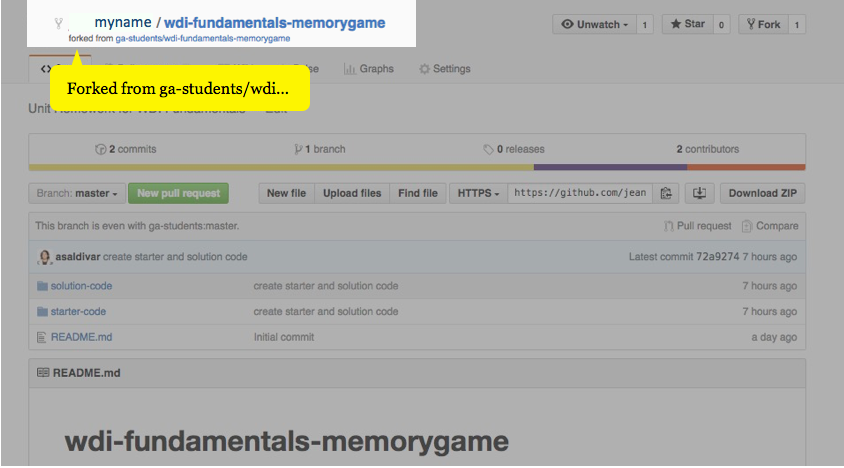 myname / wdi-fundamentals-memorygame
forked from ga-students/wdi-fundamentals-memorygame
Unwatch 1 Star 0 Fork 1
<> Graphs Settings
Forked from ga-students/wdi...
Unit Homework for WDI Fundamentals — Edit
2 commits 1 branch 0 releases 2 contributors
Branch: master New pull request New file Upload files Find file HTTPS https://github.com/jean Download ZIP
This branch is even with ga-students:master. Pull request Compare
asaldivar create starter and solution code Latest commit 72a9274 7 hours ago
solution-code create starter and solution code 7 hours ago
starter-code create starter and solution code 7 hours ago
README.md Initial commit a day ago
README.md
wdi-fundamentals-memorygame